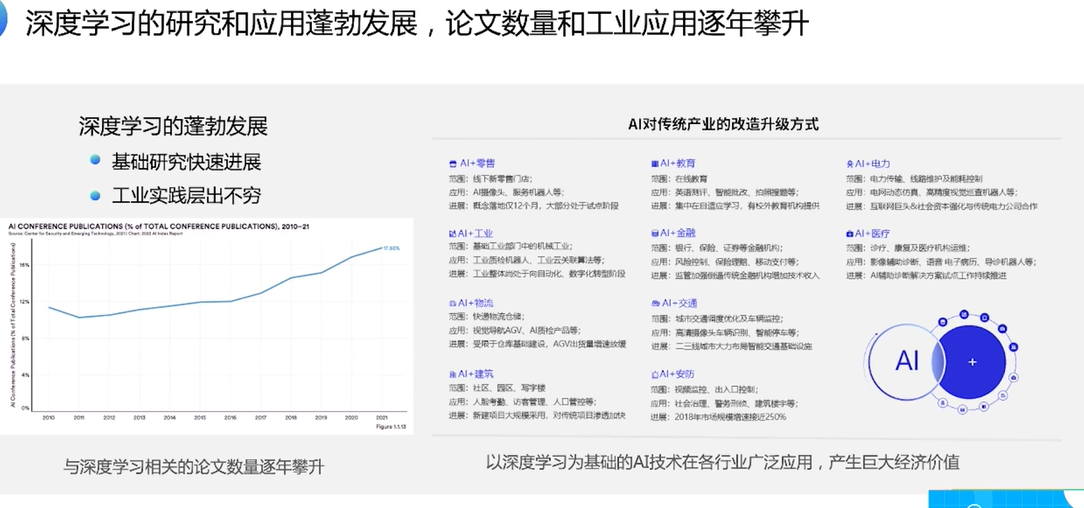 深度学习的研究和应用蓬勃发展，论文数量和工业应用逐年攀升
深度学习的蓬勃发展
基础研究快速进展
工业实践层出不穷
AI CONFERENCE PUBLICATIONS (% of TOTAL CONFERENCE PUBLICATIONS), 2010–21
Source: Center for Security and Emerging Technology, 2021 | Chart: 2022 AI Index Report
AI Conference Publications (% of Total Conference Publications)
16%
12%
8%
4%
0%
2010 2011 2012 2013 2014 2015 2016 2017 2018 2019 2020 2021
Figure 1.1.13
与深度学习相关的论文数量逐年攀升
AI对传统产业的改造升级方式
AI+零售
范围：线下新零售门店；
应用：AI摄像头、服务机器人等；
进展：概念落地仅12个月，大部分处于试点阶段
AI+工业
范围：基础工业部门中的机械工业；
应用：工业质检机器人、工业云关联算法等；
进展：工业整体尚处于向自动化、数字化转型阶段
AI+物流
范围：快递物流仓储；
应用：视觉导航AGV、AI质检产品等；
进展：受限于仓库基础建设，AGV出货量增速放缓
AI+建筑
范围：社区、园区、写字楼
应用：人脸考勤、访客管理、人口管控等；
进展：新建项目大规模采用，对传统项目渗透加快
AI+教育
范围：在线教育
应用：英语测评、智能批改、拍照搜题等；
进展：集中在自适应学习，有校外教育机构提供
AI+金融
范围：银行、保险、证券等金融机构；
应用：风险控制、保险理赔、移动支付等；
进展：监管加强倒逼传统金融机构增加技术收入
AI+交通
范围：城市交通调度优化及车辆监控；
应用：高清摄像头车辆识别、智能停车等；
进展：二三线城市大力布局智能交通基础设施
AI+安防
范围：视频监控、出入口控制；
应用：社会治理、警务刑侦、建筑楼宇等；
进展：2018年市场规模增速接近250%
AI+电力
范围：电力传输、线路维护及能耗控制
应用：电网动态仿真、高精度视觉巡查机器人等；
进展：互联网巨头&社会资本强化与传统电力公司合作
AI+医疗
范围：诊疗、康复及医疗机构运维；
应用：影像辅助诊断、语音电子病历、导诊机器人等；
进展：AI辅助诊断解决方案试点工作持续推进
AI
+
以深度学习为基础的AI技术在各行业广泛应用，产生巨大经济价值